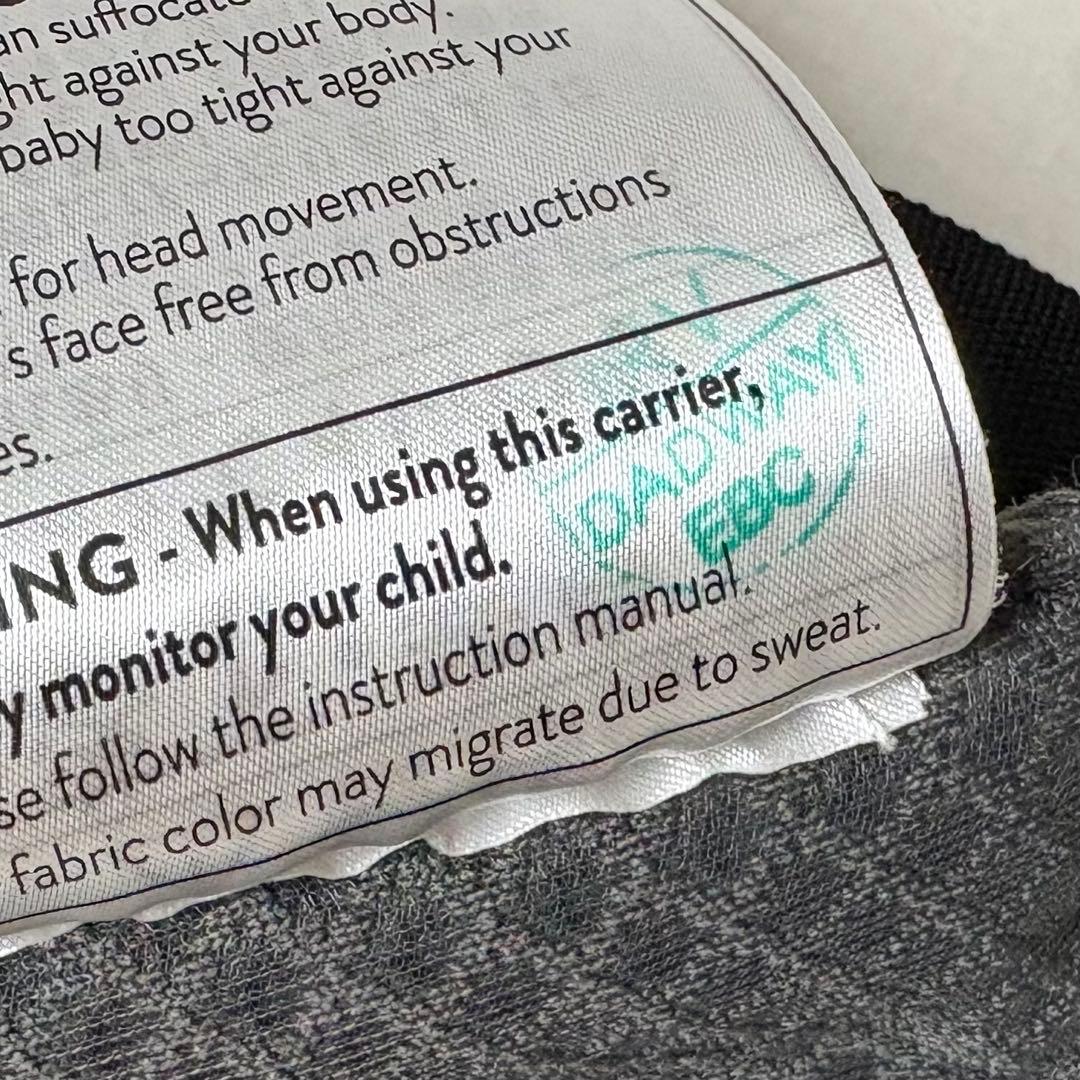 an suffocate
ht against your body.
baby too tight against your
for head movement.
s face free from obstructions
es.
ING - When using this carrier,
y monitor your child.
se follow the instruction manual.
fabric color may migrate due to sweat.
DADWAY
EBC